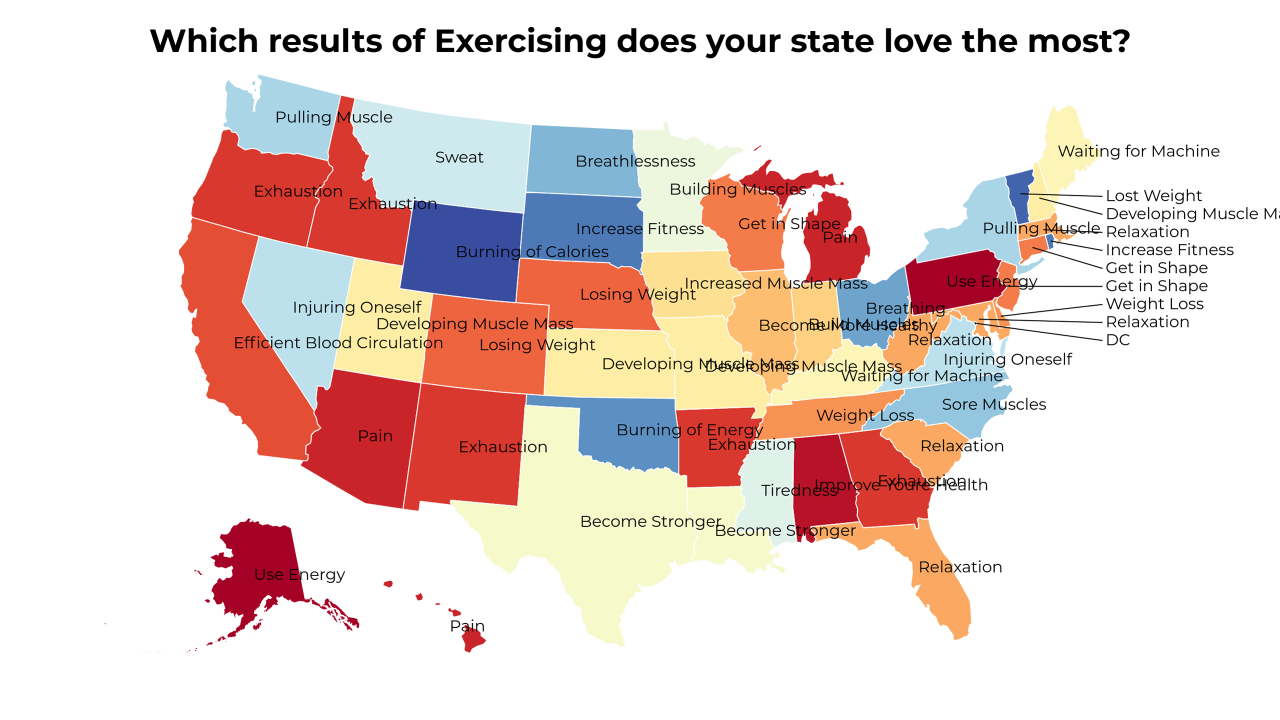 Which results of Exercising does your state love the most?
Pulling Muscle
Waiting for Machine
Sweat
Breathlessness
Building Muscles
Exhaustion
Exhaustion
Lost Weight
Developing Muscle Ma
Get in Shape
Increase Fitness
Pulling Muscle
Relaxation
Pain
Burning of Calories
Increase Fitness
Get in Shape
Increased Muscle Mass
Use Energy
Get in Shape
Losing Weight
Injuring Oneself
Breathing
Weight Loss
Developing Muscle Mass
Become More Healthy
Build Muscles
Relaxation
DC
Efficient Blood Circulation
Losing Weight
Relaxation
Developing Muscle Mass
Developing Muscle Mass
Injuring Oneself
Waiting for Machine
Sore Muscles
Weight Loss
Pain
Burning of Energy
Exhaustion
Exhaustion
Relaxation
Tiredness
Improve Youre Health
Exhaustion
Become Stronger
Become Stronger
Relaxation
Use Energy
Pain